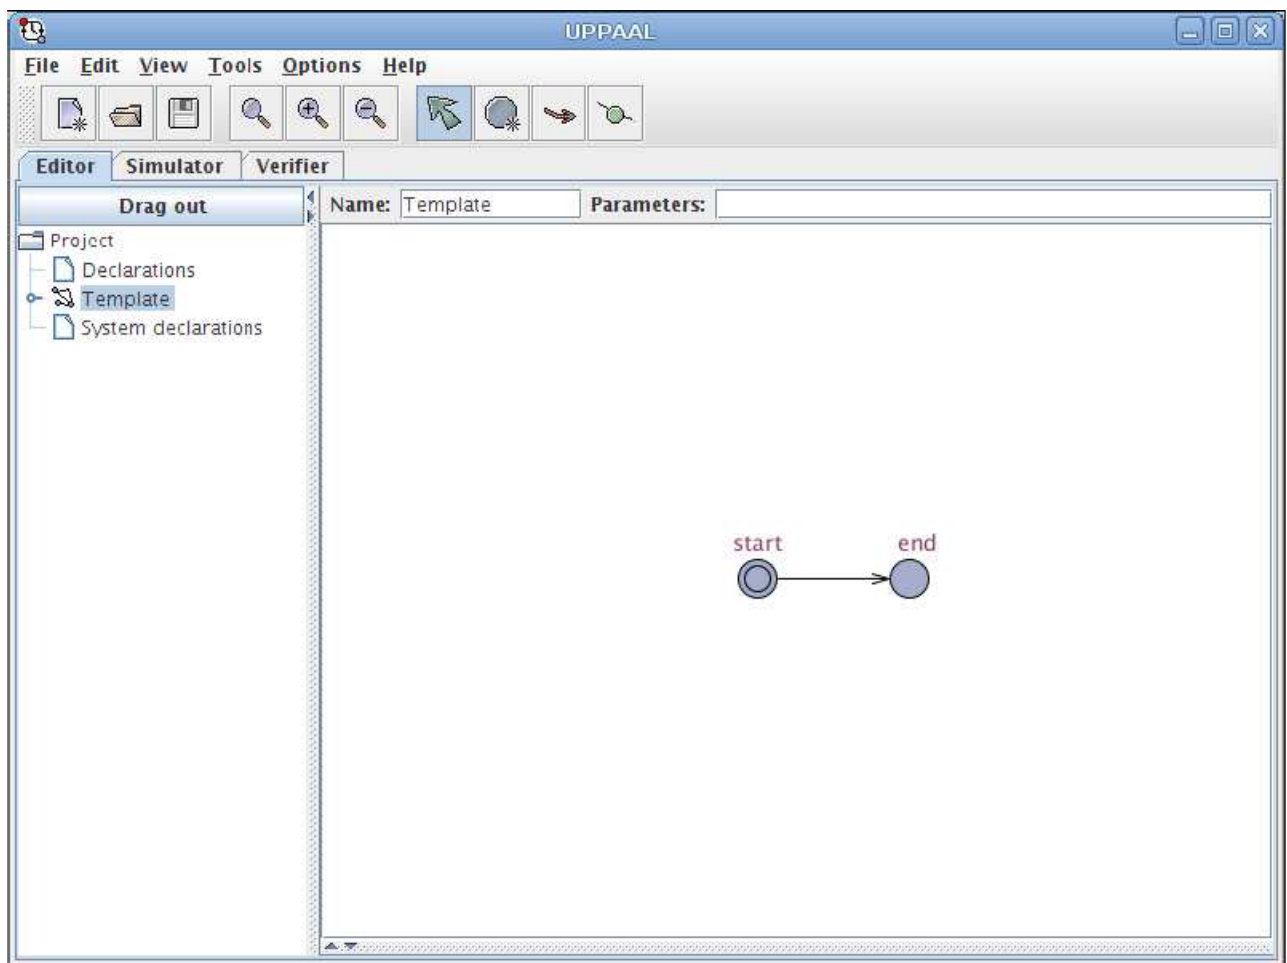 UPPAAL
File Edit View Tools Options Help
Editor Simulator Verifier
Drag out Name: Template Parameters:
Project
Declarations
Template
System declarations
start end